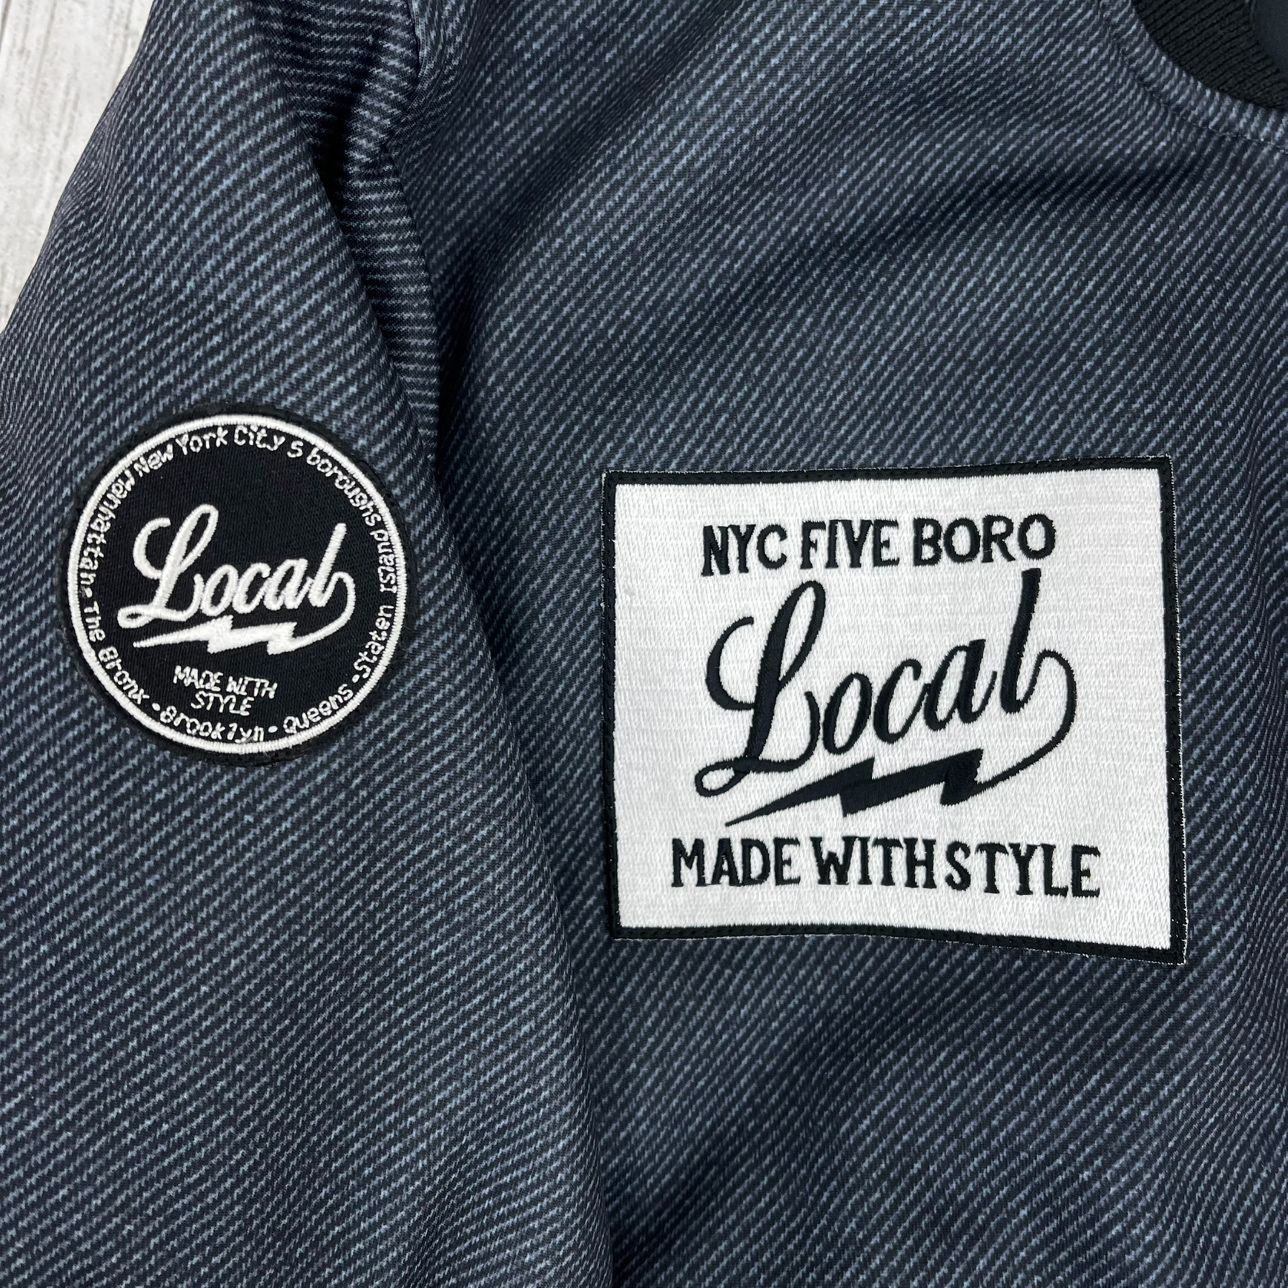 New York City 5 boroughs
Staten Island • Queens • Brooklyn • The Bronx • Manhattan
Local
MADE WITH
STYLE
NYC FIVE BORO
Local
MADE WITH STYLE